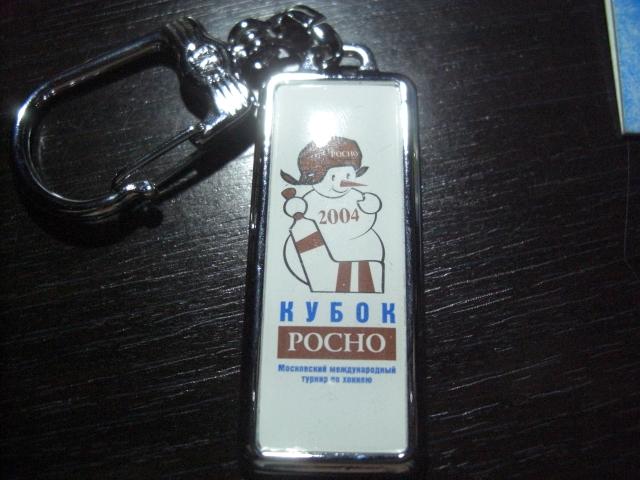 РОСНО
2004
КУБОК
РОСНО
Московский международный
турнир по хоккею